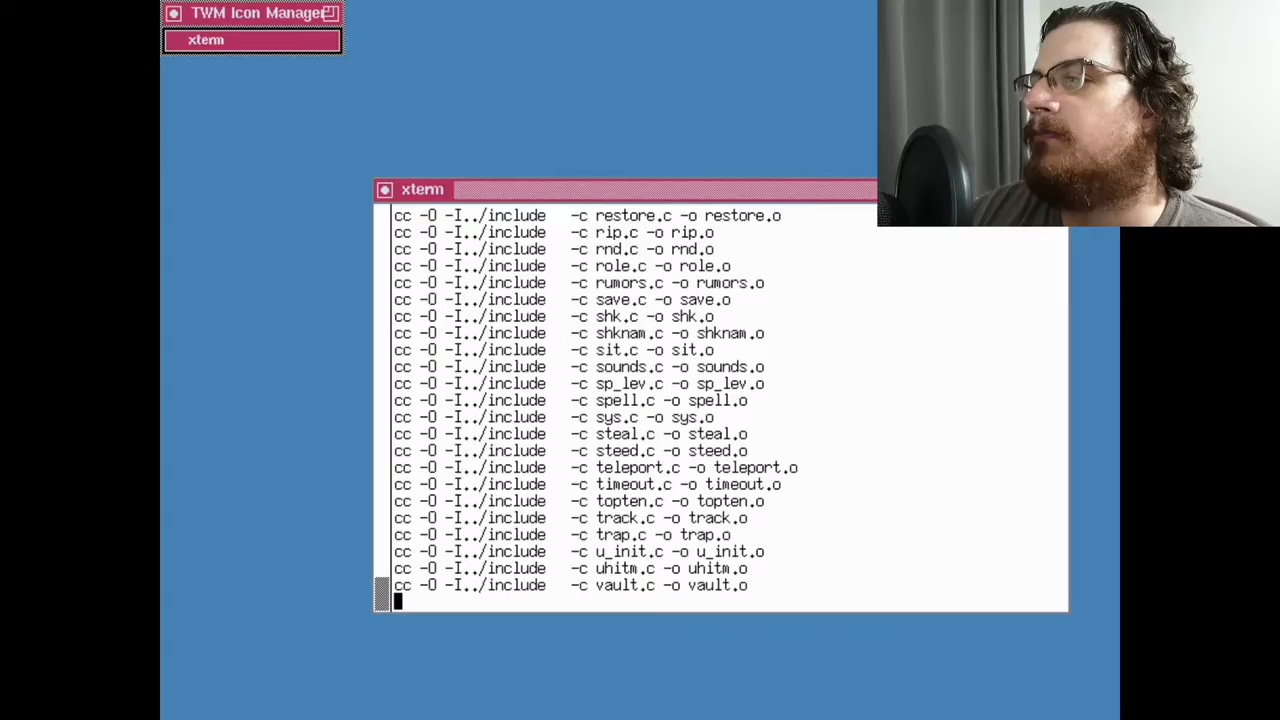 TWM Icon Manager
xterm
xterm
cc -O -I../include   -c restore.c -o restore.o
cc -O -I../include   -c rip.c -o rip.o
cc -O -I../include   -c rnd.c -o rnd.o
cc -O -I../include   -c role.c -o role.o
cc -O -I../include   -c rumors.c -o rumors.o
cc -O -I../include   -c save.c -o save.o
cc -O -I../include   -c shk.c -o shk.o
cc -O -I../include   -c shknam.c -o shknam.o
cc -O -I../include   -c sit.c -o sit.o
cc -O -I../include   -c sounds.c -o sounds.o
cc -O -I../include   -c sp_lev.c -o sp_lev.o
cc -O -I../include   -c spell.c -o spell.o
cc -O -I../include   -c sys.c -o sys.o
cc -O -I../include   -c steal.c -o steal.o
cc -O -I../include   -c steed.c -o steed.o
cc -O -I../include   -c teleport.c -o teleport.o
cc -O -I../include   -c timeout.c -o timeout.o
cc -O -I../include   -c topten.c -o topten.o
cc -O -I../include   -c track.c -o track.o
cc -O -I../include   -c trap.c -o trap.o
cc -O -I../include   -c u_init.c -o u_init.o
cc -O -I../include   -c uhitm.c -o uhitm.o
cc -O -I../include   -c vault.c -o vault.o